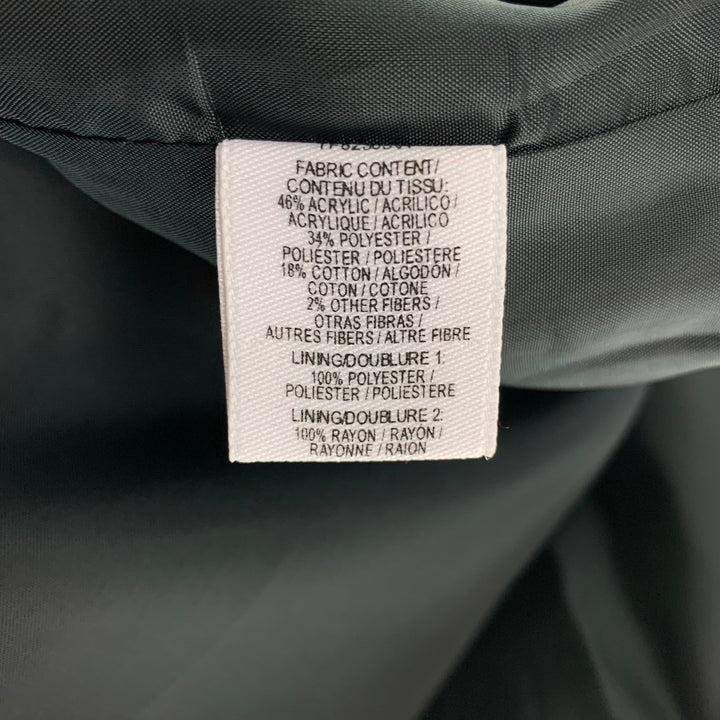 FABRIC CONTENT/
CONTENU DU TISSU:
46% ACRYLIC / ACRILICO /
ACRYLIQUE / ACRILICO
34% POLYESTER /
POLIESTER / POLIESTERE
18% COTTON / ALGODÓN /
COTON / COTONE
2% OTHER FIBERS /
OTRAS FIBRAS /
AUTRES FIBERS / ALTRE FIBRE
LINING/DOUBLURE 1:
100% POLYESTER /
POLIESTER / POLIESTERE
LINING/DOUBLURE 2:
100% RAYON / RAYON /
RAYONNE / RAION